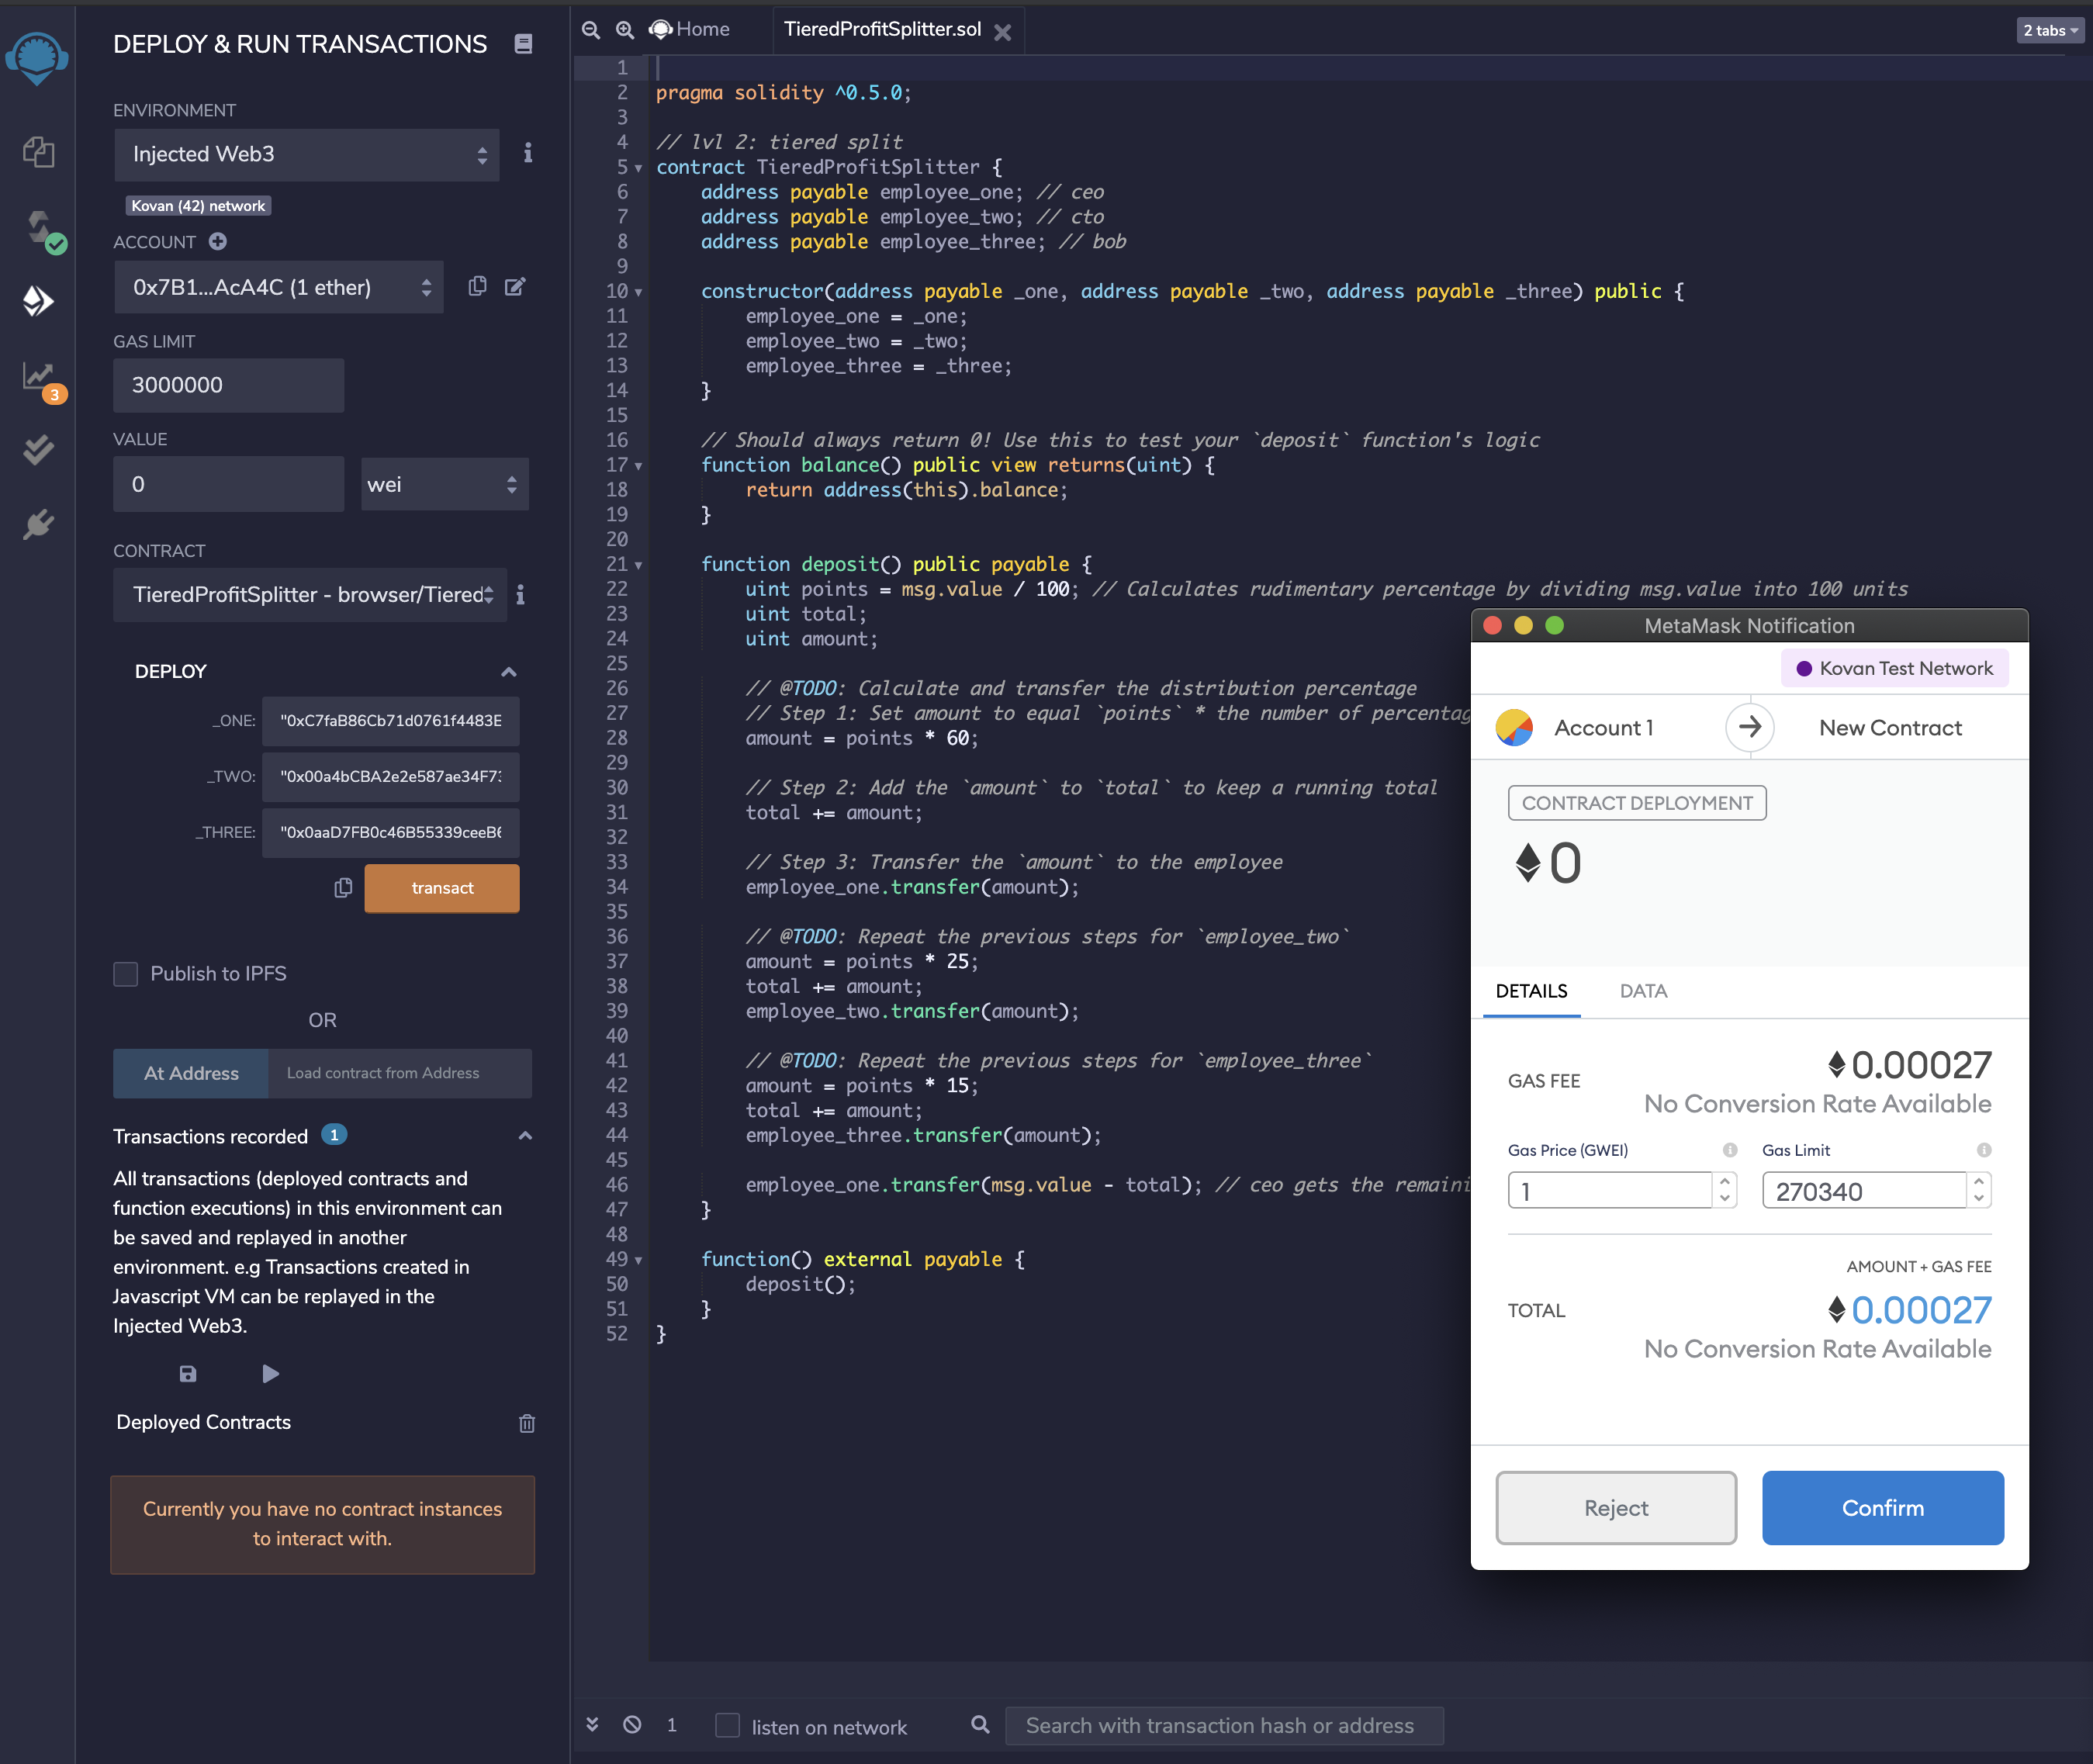 DEPLOY & RUN TRANSACTIONS
ENVIRONMENT
Injected Web3
Kovan (42) network
ACCOUNT
0x7B1...AcA4C (1 ether)
GAS LIMIT
3000000
VALUE
0
wei
CONTRACT
TieredProfitSplitter - browser/Tiered
DEPLOY
_ONE:
"0xC7faB86Cb71d0761f4483E
_TWO:
"0x00a4bCBA2e2e587ae34F73
_THREE:
"0x0aaD7FB0c46B55339ceeB6
transact
Publish to IPFS
OR
At Address
Load contract from Address
Transactions recorded 1
All transactions (deployed contracts and
function executions) in this environment can
be saved and replayed in another
environment. e.g Transactions created in
Javascript VM can be replayed in the
Injected Web3.
Deployed Contracts
Currently you have no contract instances
to interact with.
3
Home
TieredProfitSplitter.sol
2 tabs
1
2 pragma solidity ^0.5.0;
3
4 // lvl 2: tiered split
5 contract TieredProfitSplitter {
6 address payable employee_one; // ceo
7 address payable employee_two; // cto
8 address payable employee_three; // bob
9
10 constructor(address payable _one, address payable _two, address payable _three) public {
11 employee_one = _one;
12 employee_two = _two;
13 employee_three = _three;
14 }
15
16 // Should always return 0! Use this to test your `deposit` function's logic
17 function balance() public view returns(uint) {
18 return address(this).balance;
19 }
20
21 function deposit() public payable {
22 uint points = msg.value / 100; // Calculates rudimentary percentage by dividing msg.value into 100 units
23 uint total;
24 uint amount;
25
26 // @TODO: Calculate and transfer the distribution percentage
27 // Step 1: Set amount to equal `points` * the number of percentag
28 amount = points * 60;
29
30 // Step 2: Add the `amount` to `total` to keep a running total
31 total += amount;
32
33 // Step 3: Transfer the `amount` to the employee
34 employee_one.transfer(amount);
35
36 // @TODO: Repeat the previous steps for `employee_two`
37 amount = points * 25;
38 total += amount;
39 employee_two.transfer(amount);
40
41 // @TODO: Repeat the previous steps for `employee_three`
42 amount = points * 15;
43 total += amount;
44 employee_three.transfer(amount);
45
46 employee_one.transfer(msg.value - total); // ceo gets the remaini
47 }
48
49 function() external payable {
50 deposit();
51 }
52 }
MetaMask Notification
Kovan Test Network
Account 1
New Contract
CONTRACT DEPLOYMENT
0
DETAILS
DATA
GAS FEE
0.00027
No Conversion Rate Available
Gas Price (GWEI)
Gas Limit
1
270340
AMOUNT + GAS FEE
TOTAL
0.00027
No Conversion Rate Available
Reject
Confirm
1
listen on network
Search with transaction hash or address